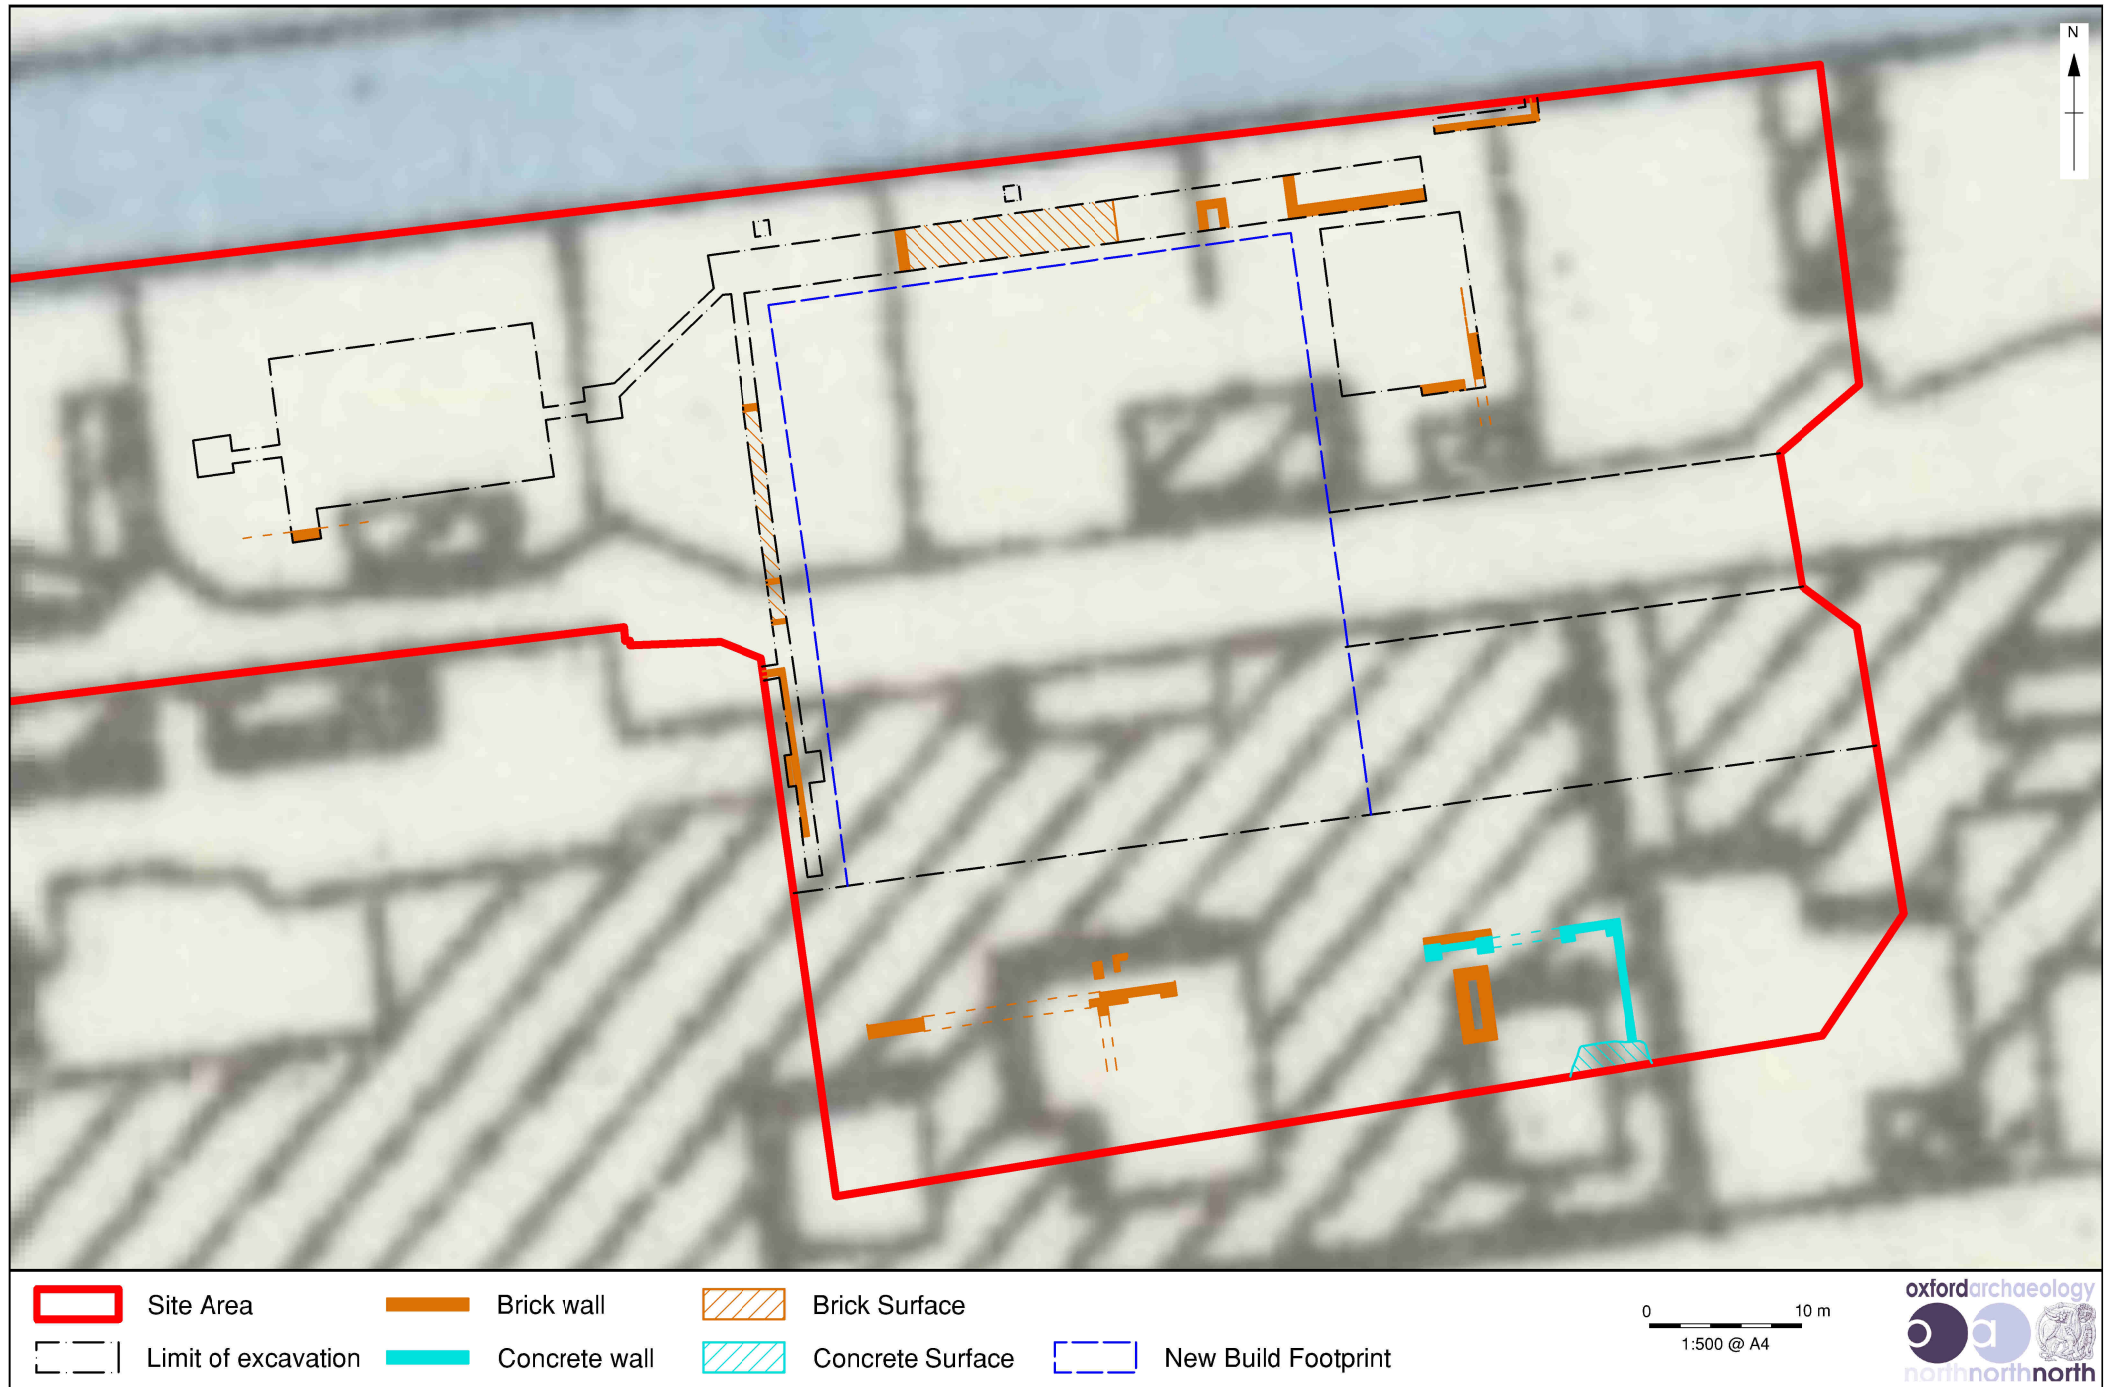 N
Site Area
Brick wall
Brick Surface
Limit of excavation
Concrete wall
Concrete Surface
New Build Footprint
0 10 m
1:500 @ A4
oxfordarchaeology
o a
northnorthnorth